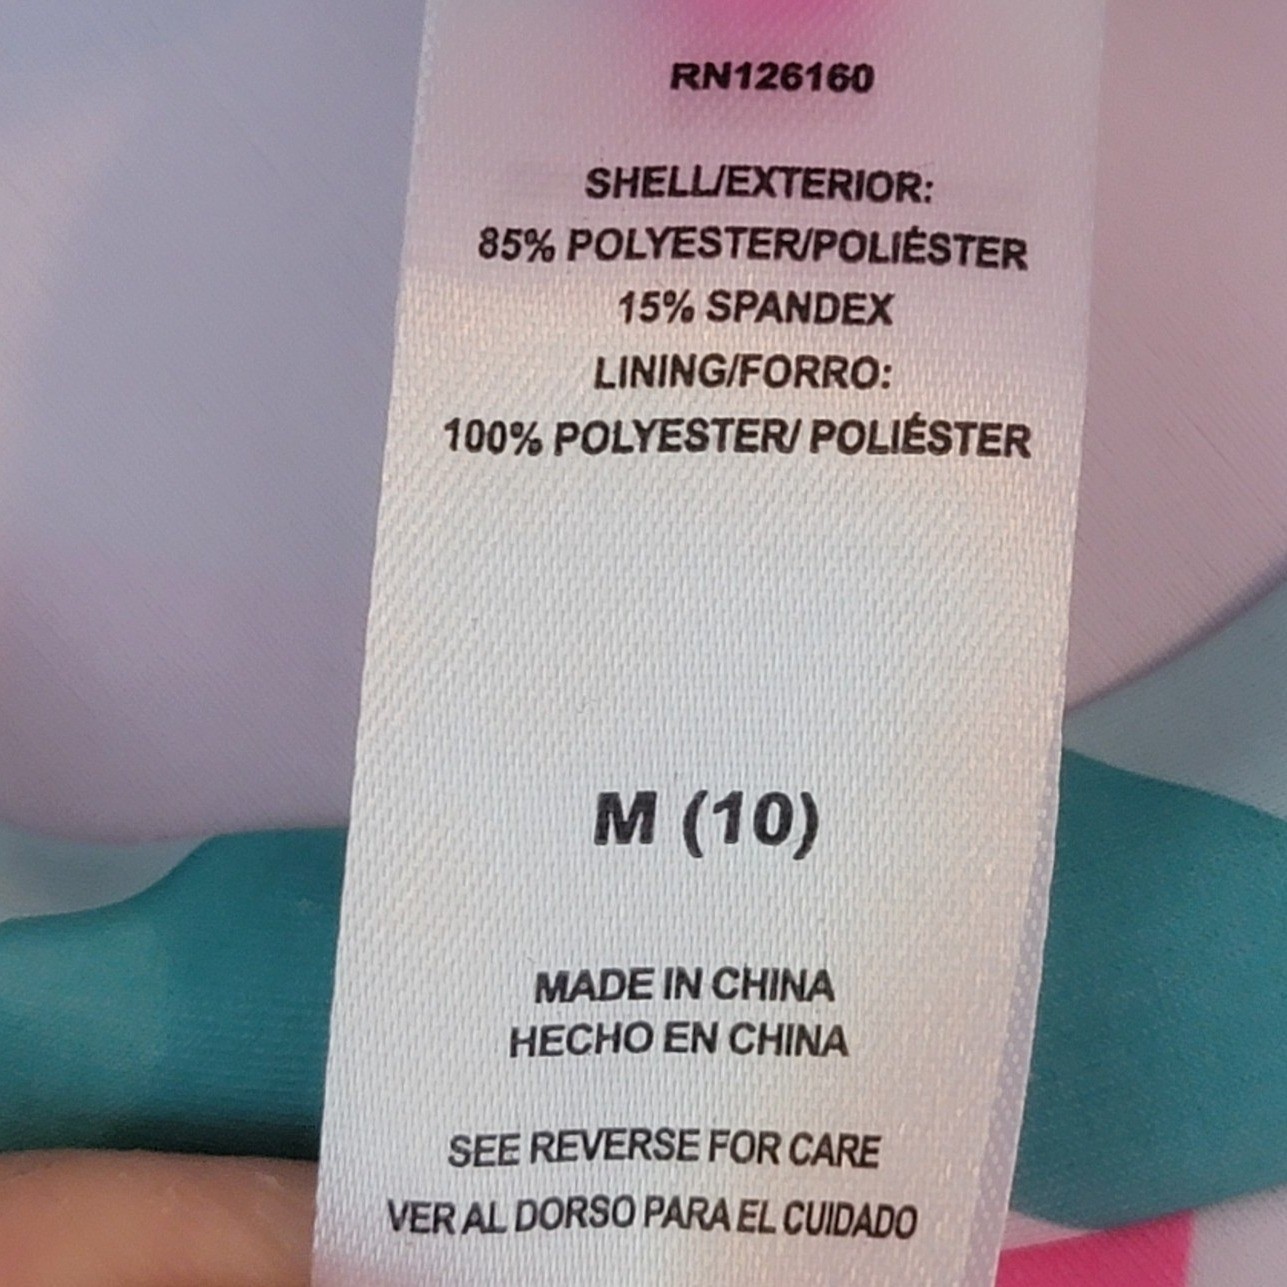 RN126160
SHELL/EXTERIOR:
85% POLYESTER/POLIÉSTER
15% SPANDEX
LINING/FORRO:
100% POLYESTER/ POLIÉSTER
M (10)
MADE IN CHINA
HECHO EN CHINA
SEE REVERSE FOR CARE
VER AL DORSO PARA EL CUIDADO